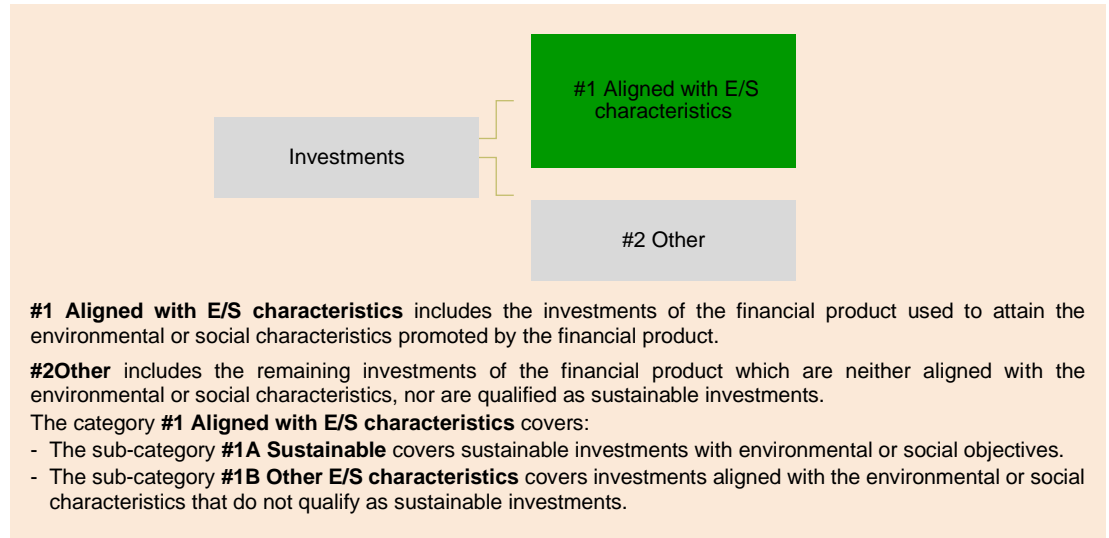 #1 Aligned with E/S
characteristics
Investments
#2 Other
#1 Aligned with E/S characteristics includes the investments of the financial product used to attain the
environmental or social characteristics promoted by the financial product.
#2Other includes the remaining investments of the financial product which are neither aligned with the
environmental or social characteristics, nor are qualified as sustainable investments.
The category #1 Aligned with E/S characteristics covers:
- The sub-category #1A Sustainable covers sustainable investments with environmental or social objectives.
- The sub-category #1B Other E/S characteristics covers investments aligned with the environmental or social
characteristics that do not qualify as sustainable investments.